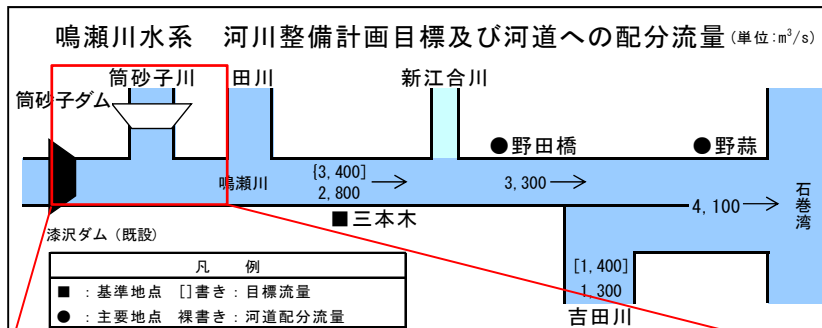 鳴瀬川水系　河川整備計画目標及び河道への配分流量 (単位:m³/s)
筒砂子川 田川 新江合川
筒砂子ダム
●野田橋 ●野蒜
鳴瀬川
[3,400]
2,800
3,300
4,100
石巻湾
■三本木
漆沢ダム (既設)
[1,400]
1,300
吉田川
凡　例
■ : 基準地点 []書き : 目標流量
● : 主要地点 裸書き : 河道配分流量